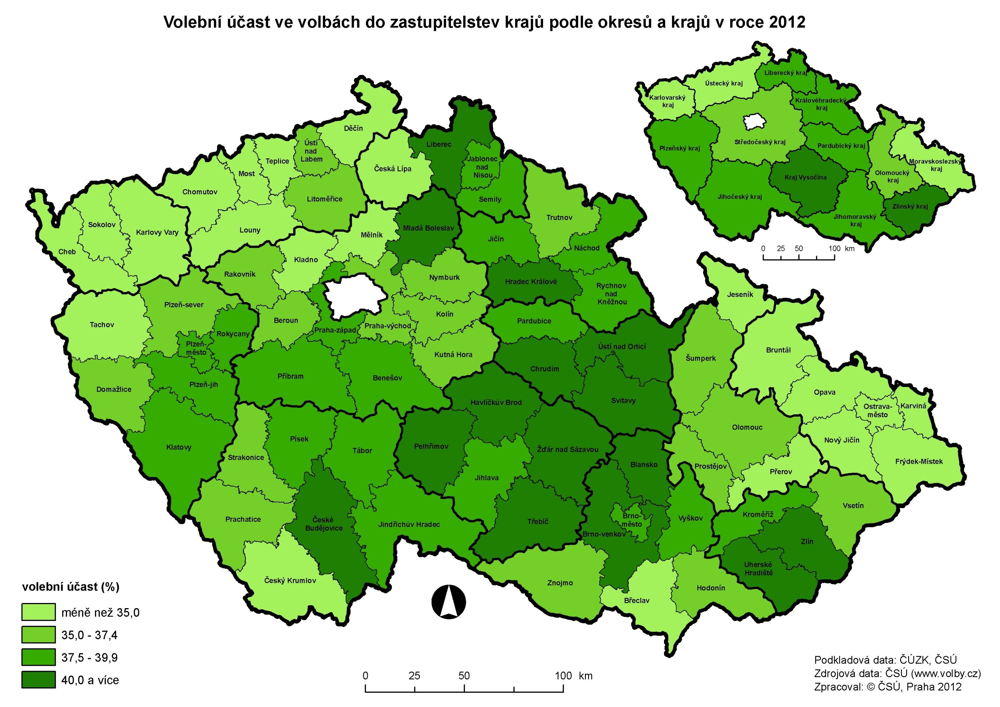 Volební účast ve volbách do zastupitelstev krajů podle okresů a krajů v roce 2012
Liberecký kraj
Ústecký kraj
Karlovarský
kraj
Královéhradecký
kraj
Středočeský kraj
Pardubický kraj
Plzeňský kraj
Moravskoslezský
kraj
Olomoucký
kraj
Kraj Vysočina
Jihočeský kraj
Zlínský kraj
Jihomoravský
kraj
0 25 50 100 km
Děčín
Ústí
nad
Labem
Liberec
Teplice
Jablonec
nad
Nisou
Česká Lípa
Most
Chomutov
Litoměřice
Semily
Trutnov
Sokolov
Karlovy Vary
Louny
Mělník
Mladá Boleslav
Jičín
Náchod
Cheb
Kladno
Rakovník
Nymburk
Hradec Králové
Rychnov
nad
Kněžnou
Jeseník
Plzeň-sever
Tachov
Beroun
Kolín
Pardubice
Praha-východ
Praha-západ
Rokycany
Plzeň-
město
Ústí nad Orlicí
Bruntál
Kutná Hora
Šumperk
Chrudim
Příbram
Benešov
Plzeň-jih
Domažlice
Opava
Havlíčkův Brod
Svitavy
Ostrava-
město
Karviná
Olomouc
Písek
Nový Jičín
Klatovy
Pelhřimov
Tábor
Žďár nad Sázavou
Strakonice
Frýdek-Místek
Blansko
Prostějov
Přerov
Jihlava
Vsetín
Prachatice
České
Budějovice
Jindřichův Hradec
Třebíč
Brno-
město
Vyškov
Kroměříž
Brno-venkov
Zlín
Uherské
Hradiště
Český Krumlov
Znojmo
Hodonín
Břeclav
volební účast (%)
méně než 35,0
35,0 - 37,4
37,5 - 39,9
40,0 a více
0 25 50 100 km
Podkladová data: ČÚZK, ČSÚ
Zdrojová data: ČSÚ (www.volby.cz)
Zpracoval: © ČSÚ, Praha 2012